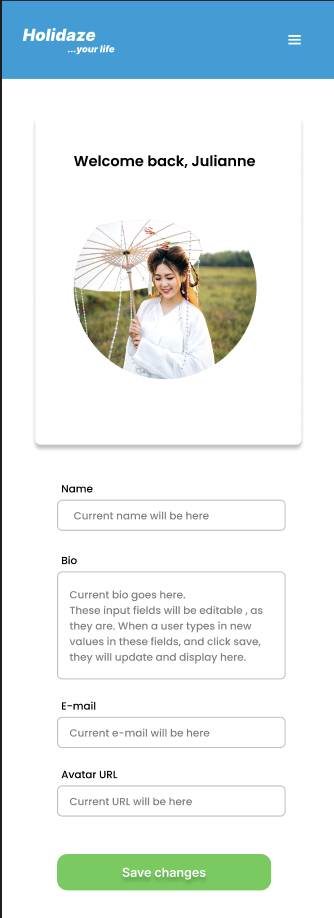 Holidaze
...your life
Welcome back, Julianne
Name
Current name will be here
Bio
Current bio goes here.
These input fields will be editable , as
they are. When a user types in new
values in these fields, and click save,
they will update and display here.
E-mail
Current e-mail will be here
Avatar URL
Current URL will be here
Save changes